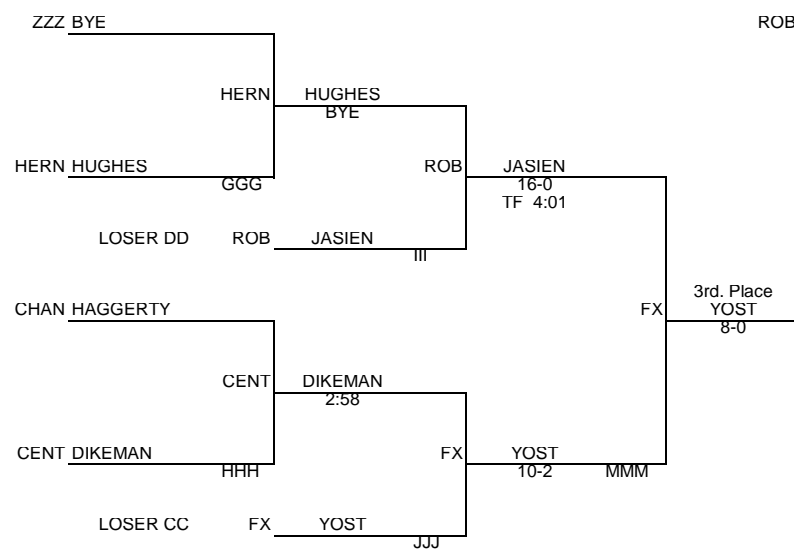 ZZZ BYE
ROB
HERN HUGHES
BYE
HERN HUGHES
GGG
ROB JASIEN
16-0
TF 4:01
LOSER DD ROB JASIEN
III
CHAN HAGGERTY
3rd. Place
FX YOST
8-0
CENT DIKEMAN
2:58
CENT DIKEMAN
HHH
FX YOST
10-2 MMM
LOSER CC FX YOST
JJJ